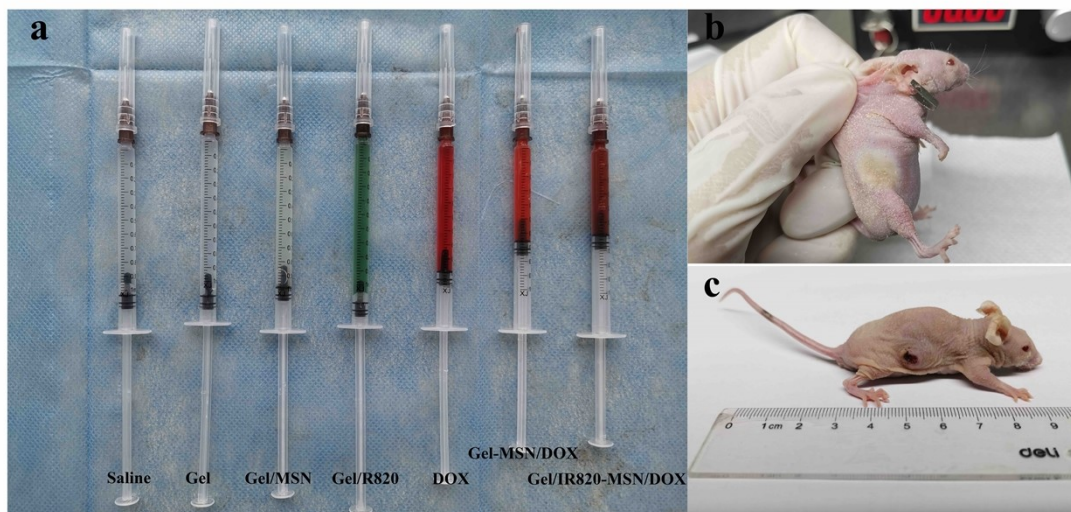 a
b
c
Saline
Gel
Gel/MSN
Gel/R820
DOX
Gel-MSN/DOX
Gel/IR820-MSN/DOX
0 1cm 2 3 4 5 6 7 8 9
deli